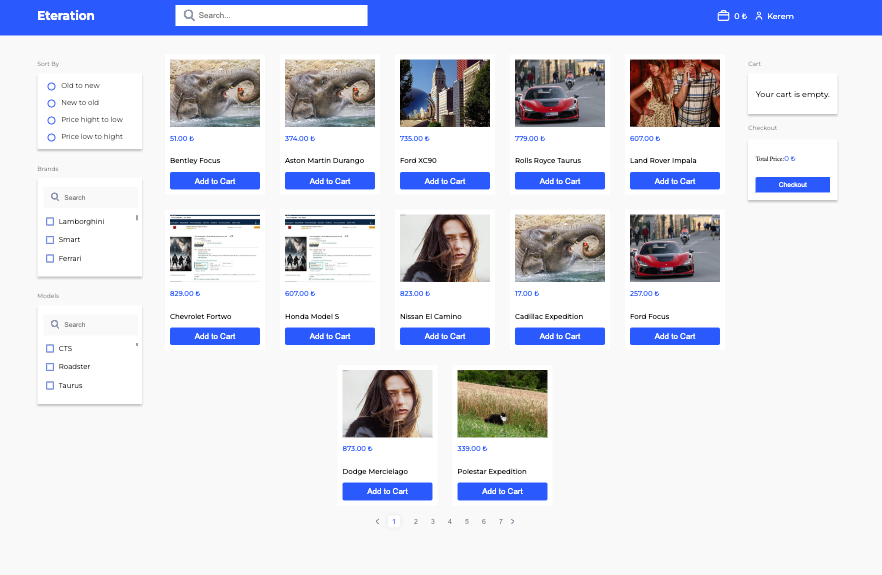 Eteration
Search...
0 ₺
Kerem
Sort By
Old to new
New to old
Price hight to low
Price low to hight
Brands
Search
Lamborghini
Smart
Ferrari
Models
Search
CTS
Roadster
Taurus
51.00 ₺
Bentley Focus
Add to Cart
374.00 ₺
Aston Martin Durango
Add to Cart
735.00 ₺
Ford XC90
Add to Cart
779.00 ₺
Rolls Royce Taurus
Add to Cart
607.00 ₺
Land Rover Impala
Add to Cart
829.00 ₺
Chevrolet Fortwo
Add to Cart
607.00 ₺
Honda Model S
Add to Cart
823.00 ₺
Nissan El Camino
Add to Cart
17.00 ₺
Cadillac Expedition
Add to Cart
257.00 ₺
Ford Focus
Add to Cart
873.00 ₺
Dodge Mercielago
Add to Cart
339.00 ₺
Polestar Expedition
Add to Cart
< 1 2 3 4 5 6 7 >
Cart
Your cart is empty.
Checkout
Total Price:0 ₺
Checkout